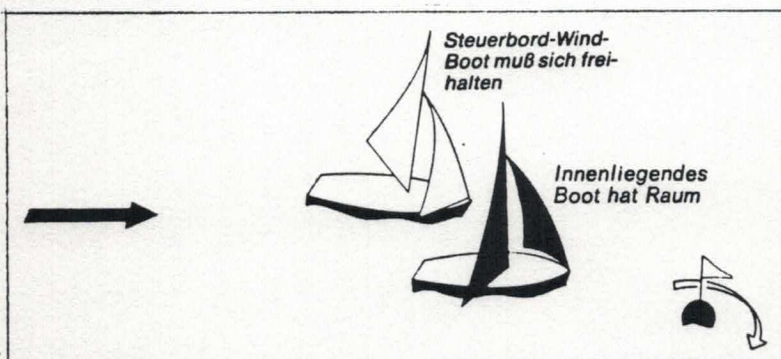 Steuerbord-Wind-
Boot muß sich frei-
halten
Innenliegendes
Boot hat Raum